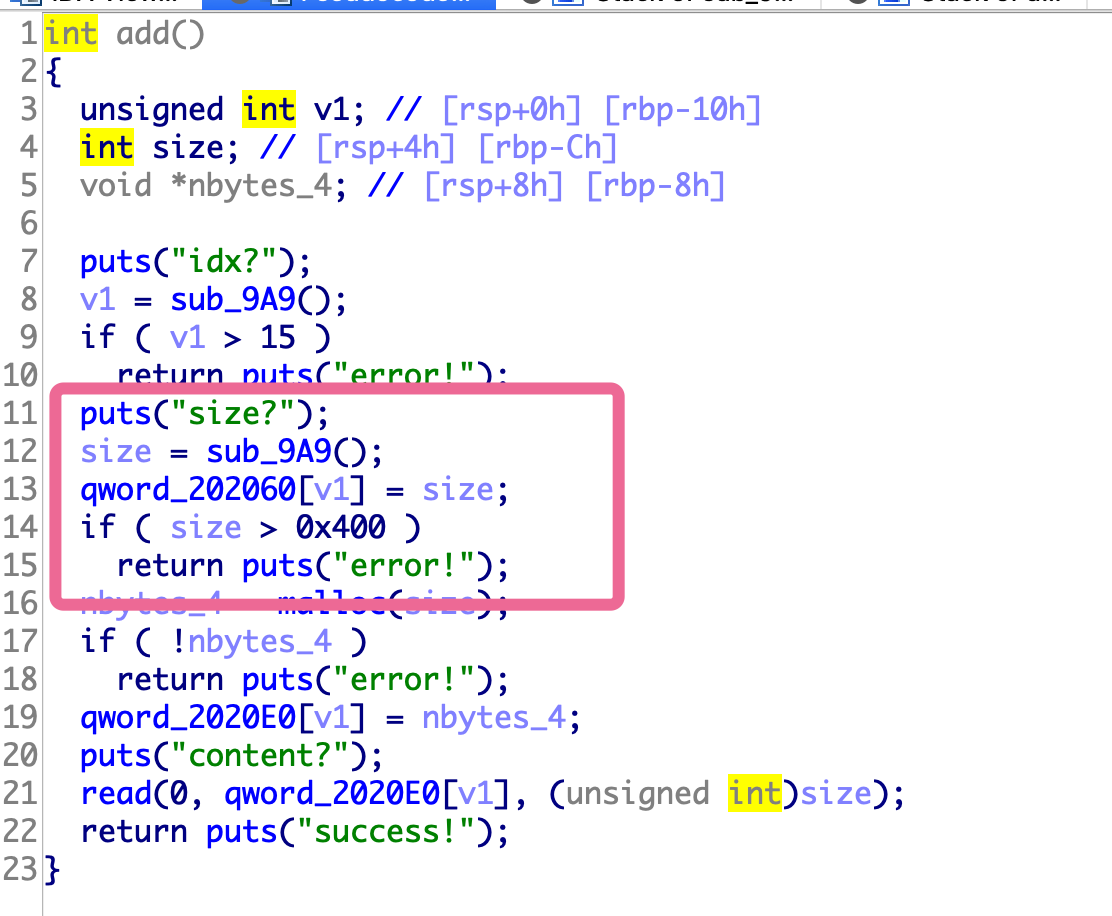 1 int add()
2 {
3   unsigned int v1; // [rsp+0h] [rbp-10h]
4   int size; // [rsp+4h] [rbp-Ch]
5   void *nbytes_4; // [rsp+8h] [rbp-8h]
6
7   puts("idx?");
8   v1 = sub_9A9();
9   if ( v1 > 15 )
10     return puts("error!");
11   puts("size?");
12   size = sub_9A9();
13   qword_202060[v1] = size;
14   if ( size > 0x400 )
15     return puts("error!");
16   nbytes_4 = malloc(size);
17   if ( !nbytes_4 )
18     return puts("error!");
19   qword_2020E0[v1] = nbytes_4;
20   puts("content?");
21   read(0, qword_2020E0[v1], (unsigned int)size);
22   return puts("success!");
23 }